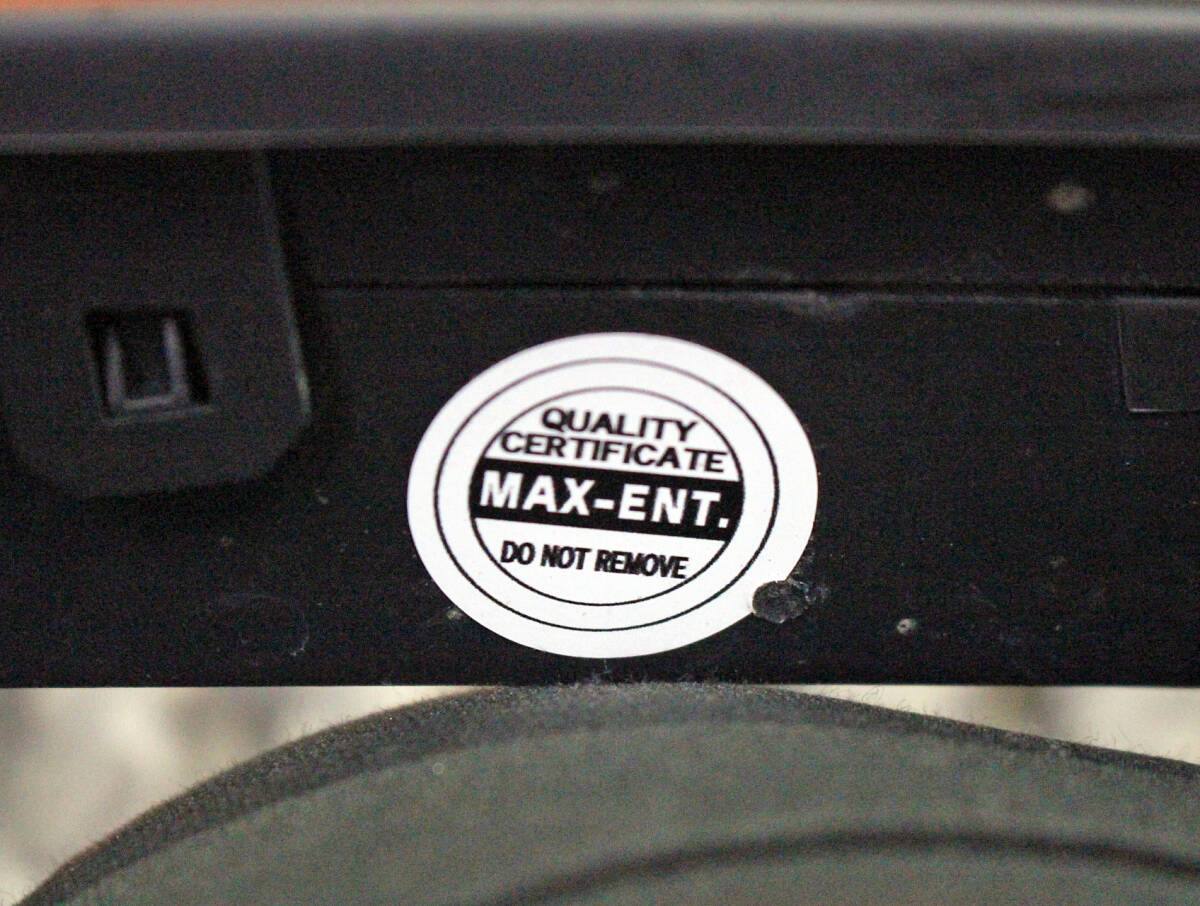 QUALITY
CERTIFICATE
MAX-ENT.
DO NOT REMOVE